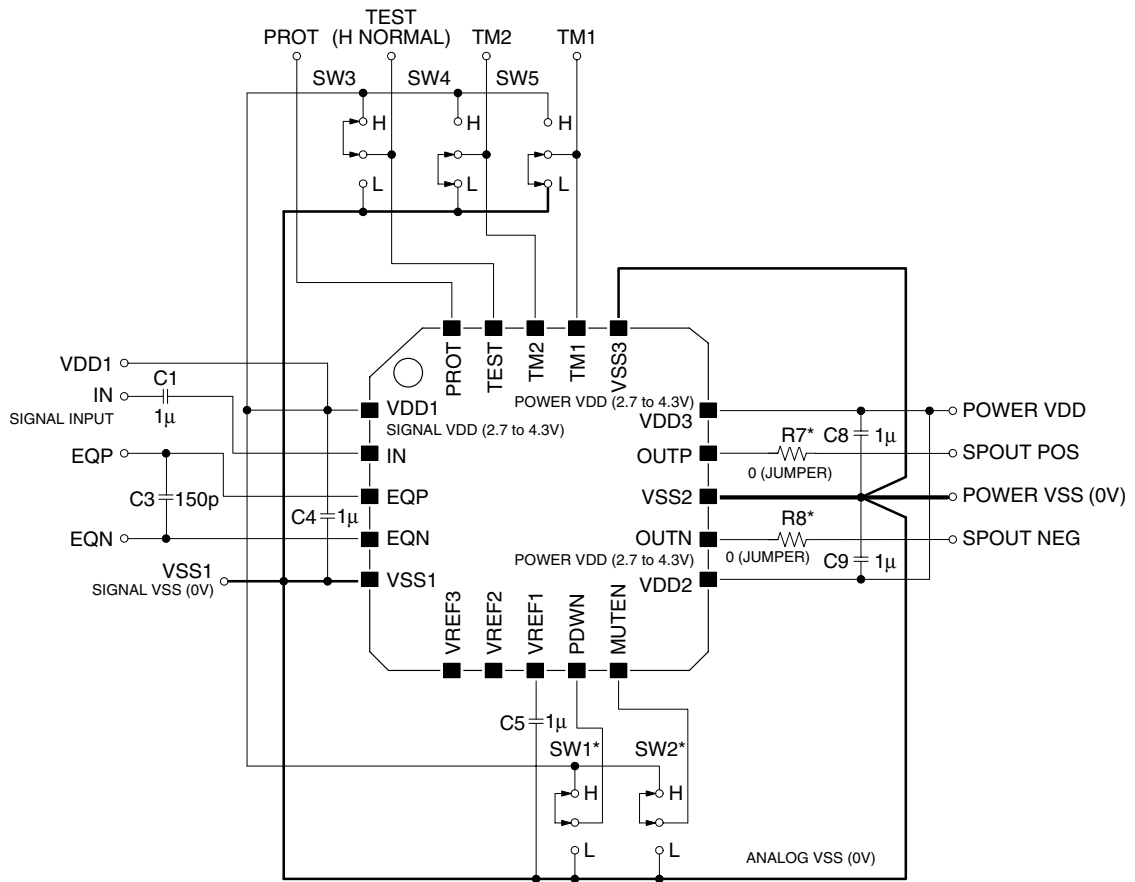 TEST
PROT (H NORMAL) TM2 TM1
SW3 SW4 SW5
H H H
L L L
VDD1
C1
IN
1μ
SIGNAL INPUT
EQP
C3 150p
EQN
C4 1μ
VSS1
SIGNAL VSS (0V)
PROT
TEST
TM2
TM1
VSS3
VDD1
SIGNAL VDD (2.7 to 4.3V)
IN
EQP
EQN
VSS1
POWER VDD (2.7 to 4.3V)
VDD3
OUTP
VSS2
OUTN
POWER VDD (2.7 to 4.3V)
VDD2
VREF3
VREF2
VREF1
PDWN
MUTEN
C8 1μ
R7*
0 (JUMPER)
R8*
0 (JUMPER)
C9 1μ
POWER VDD
SPOUT POS
POWER VSS (0V)
SPOUT NEG
C5 1μ
SW1* SW2*
H H
L L
ANALOG VSS (0V)